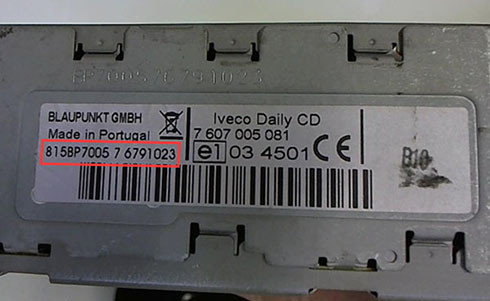 BP700576791023
BLAUPUNKT GMBH
Made in Portugal
815BP7005 7 6791023
Iveco Daily CD
7 607 005 081
e1 03 4501 CE
B10